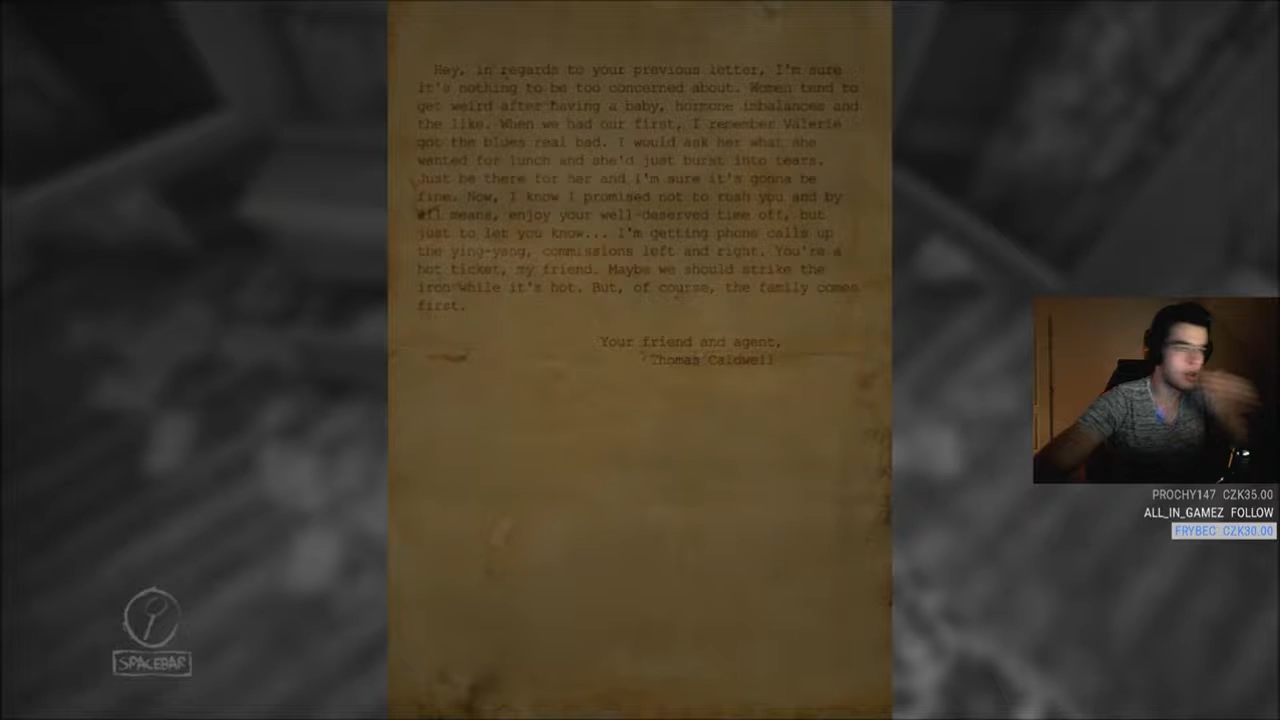 Hey, in regards to your previous letter, I'm sure
it's nothing to be too concerned about. Women tend to
get weird after having a baby, hormone imbalances and
the like. When we had our first, I remember Valerie
got the blues real bad. I would ask her what she
wanted for lunch and she'd just burst into tears.
Just be there for her and I'm sure it's gonna be
fine. Now, I know I promised not to rush you and by
all means, enjoy your well-deserved time off, but
just to let you know... I'm getting phone calls up
the ying-yang, commissions left and right. You're a
hot ticket, my friend. Maybe we should strike the
iron while it's hot. But, of course, the family comes
first.
Your friend and agent,
Thomas Caldwell
PROCHY147 CZK35.00
ALL_IN_GAMEZ FOLLOW
FRYBEC CZK30.00
SPACEBAR